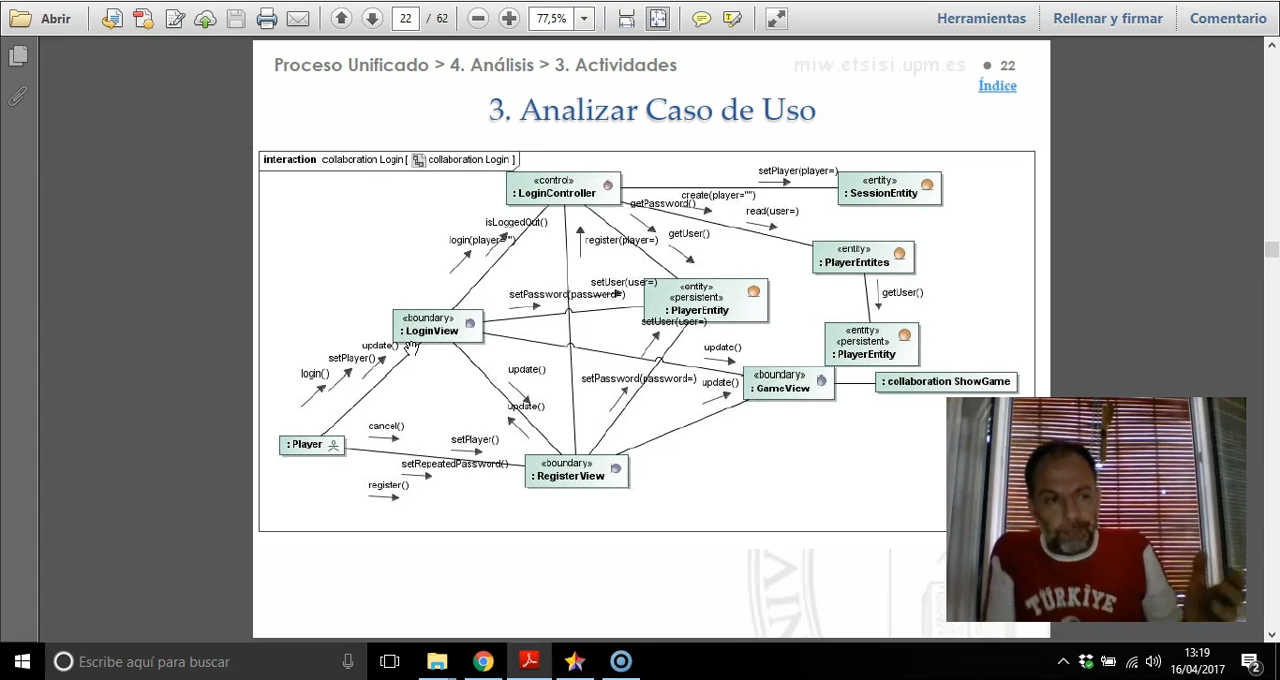 Abrir
22 / 62
77,5%
Herramientas
Rellenar y firmar
Comentario
Proceso Unificado > 4. Análisis > 3. Actividades
miw.etsisi.upm.es
● 22
Índice
3. Analizar Caso de Uso
interaction collaboration Login [ collaboration Login ]
«control»
: LoginController
setPlayer(player=)
«entity»
: SessionEntity
create(player="")
getPassword()
read(user=)
isLoggedOut()
login(player="")
register(player=)
getUser()
«entity»
: PlayerEntites
getUser()
setUser(user=)
setPassword(password=)
«entity»
«persistent»
: PlayerEntity
«boundary»
: LoginView
setUser(user=)
«entity»
«persistent»
: PlayerEntity
update()
setPlayer()
login()
update()
update()
setPassword(password=)
update()
«boundary»
: GameView
: collaboration ShowGame
update()
: Player
cancel()
setPlayer()
setRepeatedPassword()
register()
«boundary»
: RegisterView
TÜRKİYE
Escribe aquí para buscar
13:19
16/04/2017
2